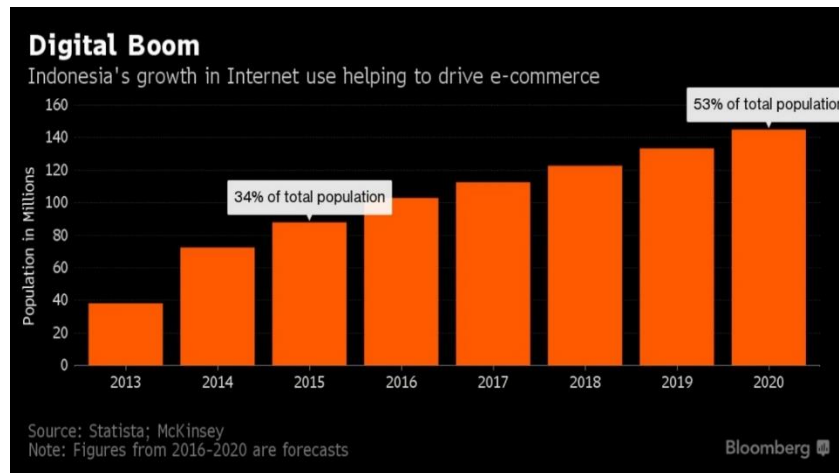 Digital Boom
Indonesia's growth in Internet use helping to drive e-commerce
Population in Millions
160
140
120
100
80
60
40
20
0
53% of total population
34% of total population
2013 2014 2015 2016 2017 2018 2019 2020
Source: Statista; McKinsey
Note: Figures from 2016-2020 are forecasts
Bloomberg